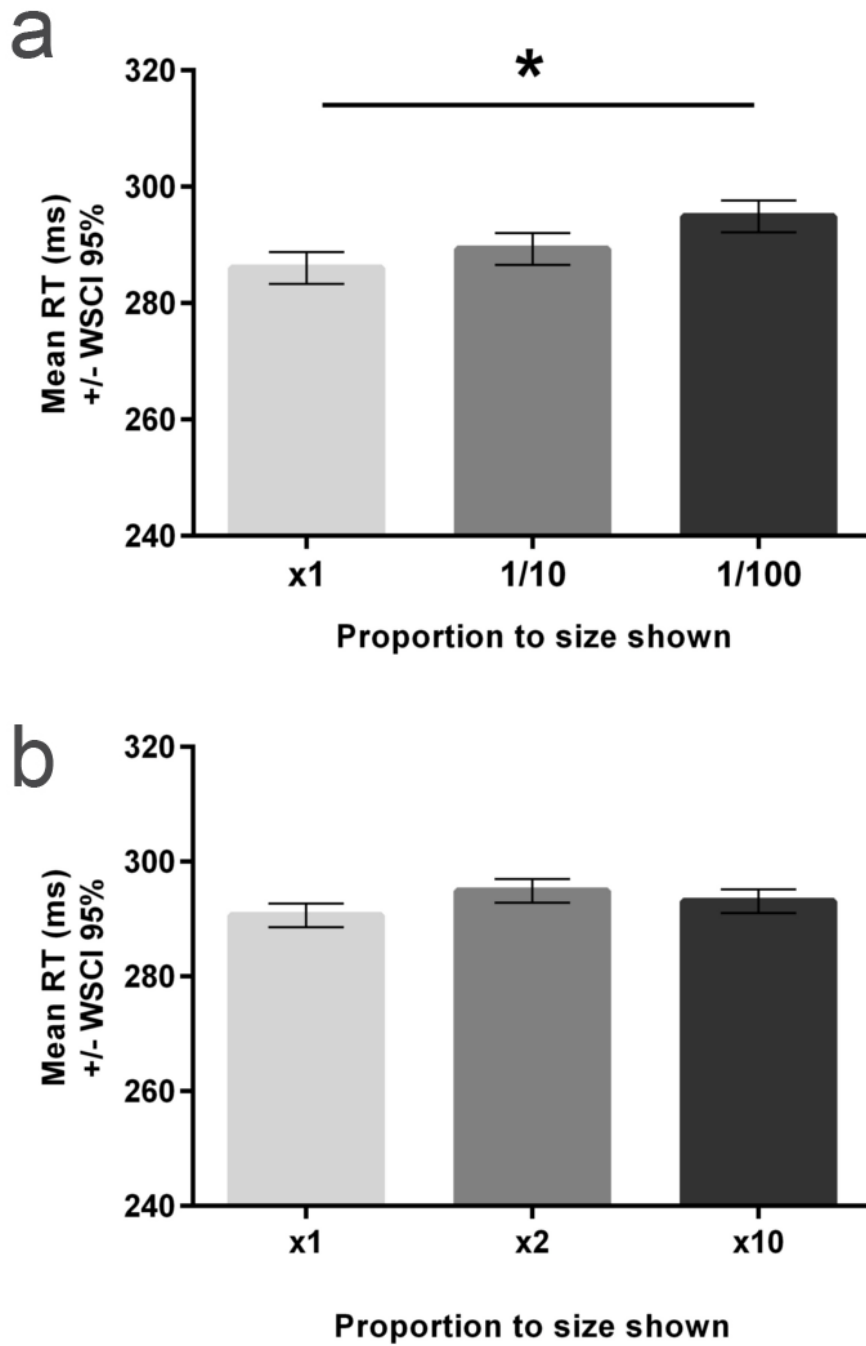 a
*
320
300
280
260
240
Mean RT (ms)
+/- WSCI 95%
x1 1/10 1/100
Proportion to size shown
b
320
300
280
260
240
Mean RT (ms)
+/- WSCI 95%
x1 x2 x10
Proportion to size shown